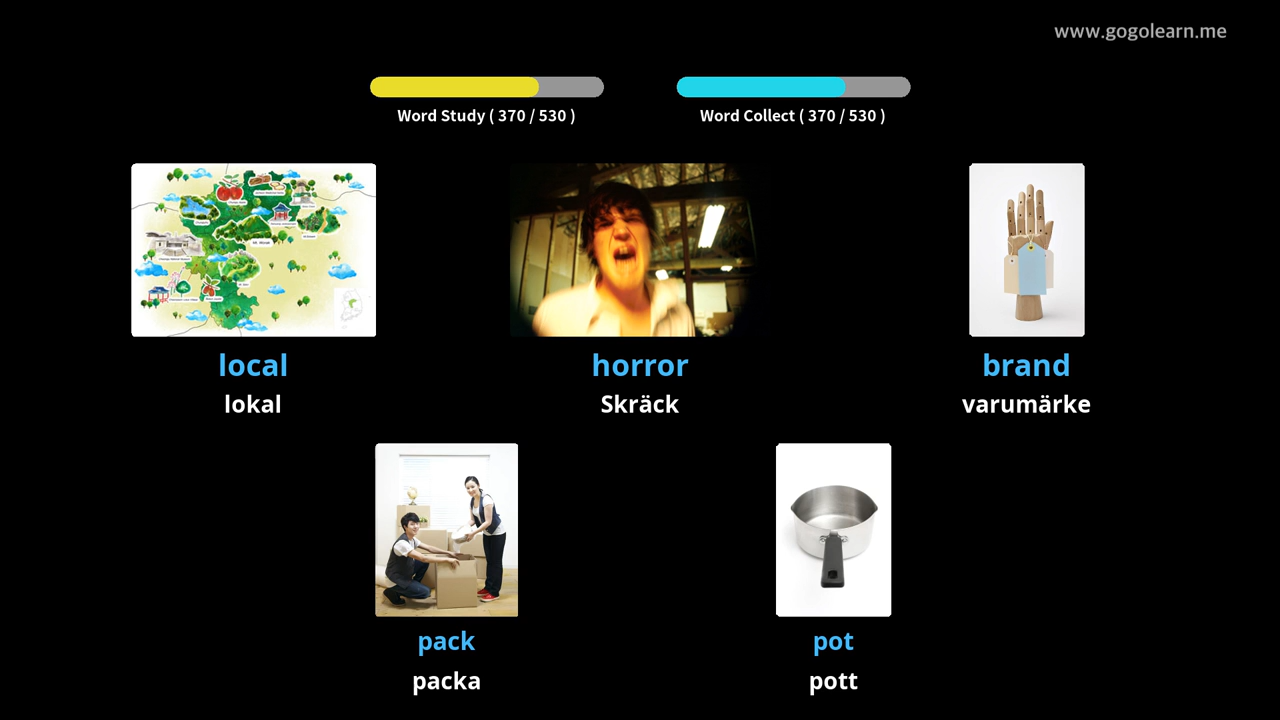 www.gogolearn.me
Word Study ( 370 / 530 )
Word Collect ( 370 / 530 )
local
lokal
horror
Skräck
brand
varumärke
pack
packa
pot
pott